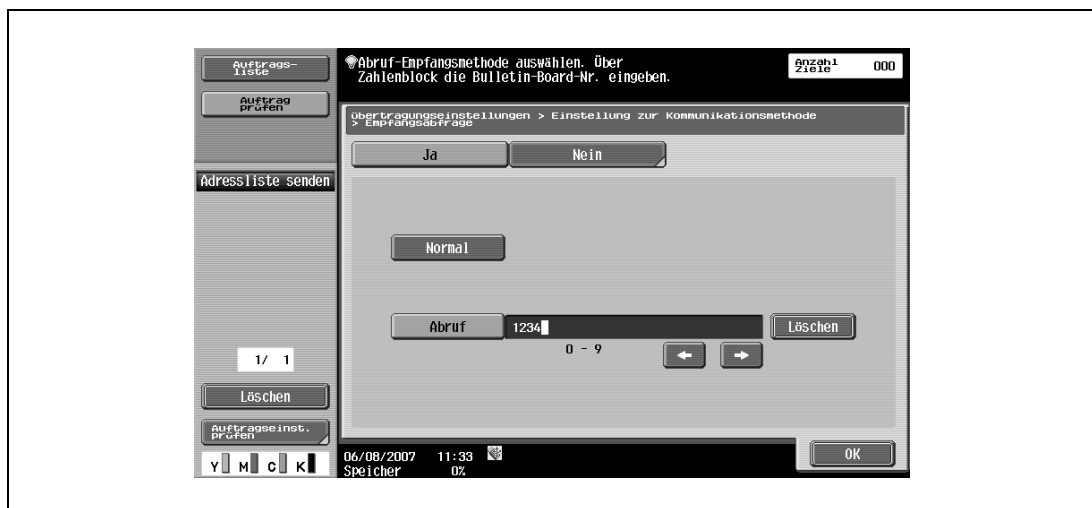 Auftrags-
liste
Auftrag
prüfen
Adressliste senden
1/ 1
Löschen
Auftragseinst.
prüfen
Y M C K
Abruf-Empfangsmethode auswählen. Über
Zahlenblock die Bulletin-Board-Nr. eingeben.
Anzahl
Ziele 000
Übertragungseinstellungen > Einstellung zur Kommunikationsmethode
> Empfangsabfrage
Ja Nein
Normal
Abruf 1234 Löschen
0 - 9
06/08/2007 11:33
Speicher 0%
OK